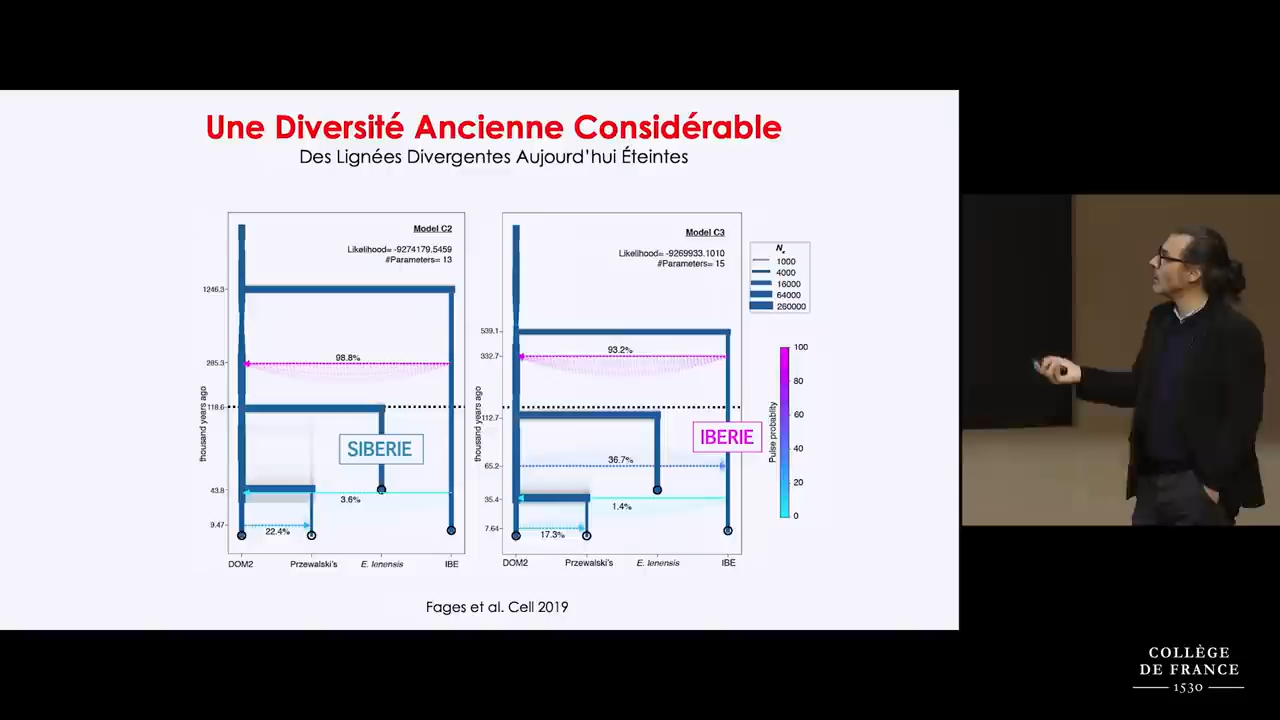 Une Diversité Ancienne Considérable
Des Lignées Divergentes Aujourd'hui Éteintes
Model C2
Likelihood= -9274179.5459
#Parameters= 13
1246.3
98.8%
285.3
118.6
thousand years ago
SIBERIE
43.8
3.6%
9.47
22.4%
DOM2
Przewalski's
E. lenensis
IBE
Model C3
Likelihood= -9269933.1010
#Parameters= 15
539.1
93.2%
332.7
112.7
thousand years ago
IBERIE
36.7%
65.2
35.4
1.4%
7.64
17.3%
DOM2
Przewalski's
E. lenensis
IBE
Ne
1000
4000
16000
64000
260000
100
80
60
40
20
0
Pulse probablity
Fages et al. Cell 2019
COLLÈGE
DE FRANCE
1530